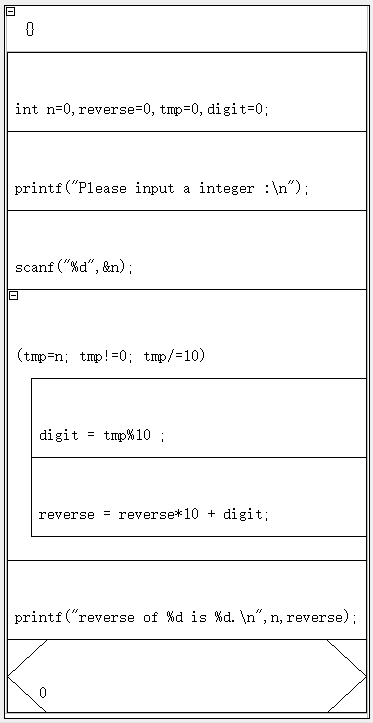 {}
int n=0,reverse=0,tmp=0,digit=0;
printf("Please input a integer :\n");
scanf("%d",&n);
(tmp=n; tmp!=0; tmp/=10)
digit = tmp%10 ;
reverse = reverse*10 + digit;
printf("reverse of %d is %d.\n",n,reverse);
0